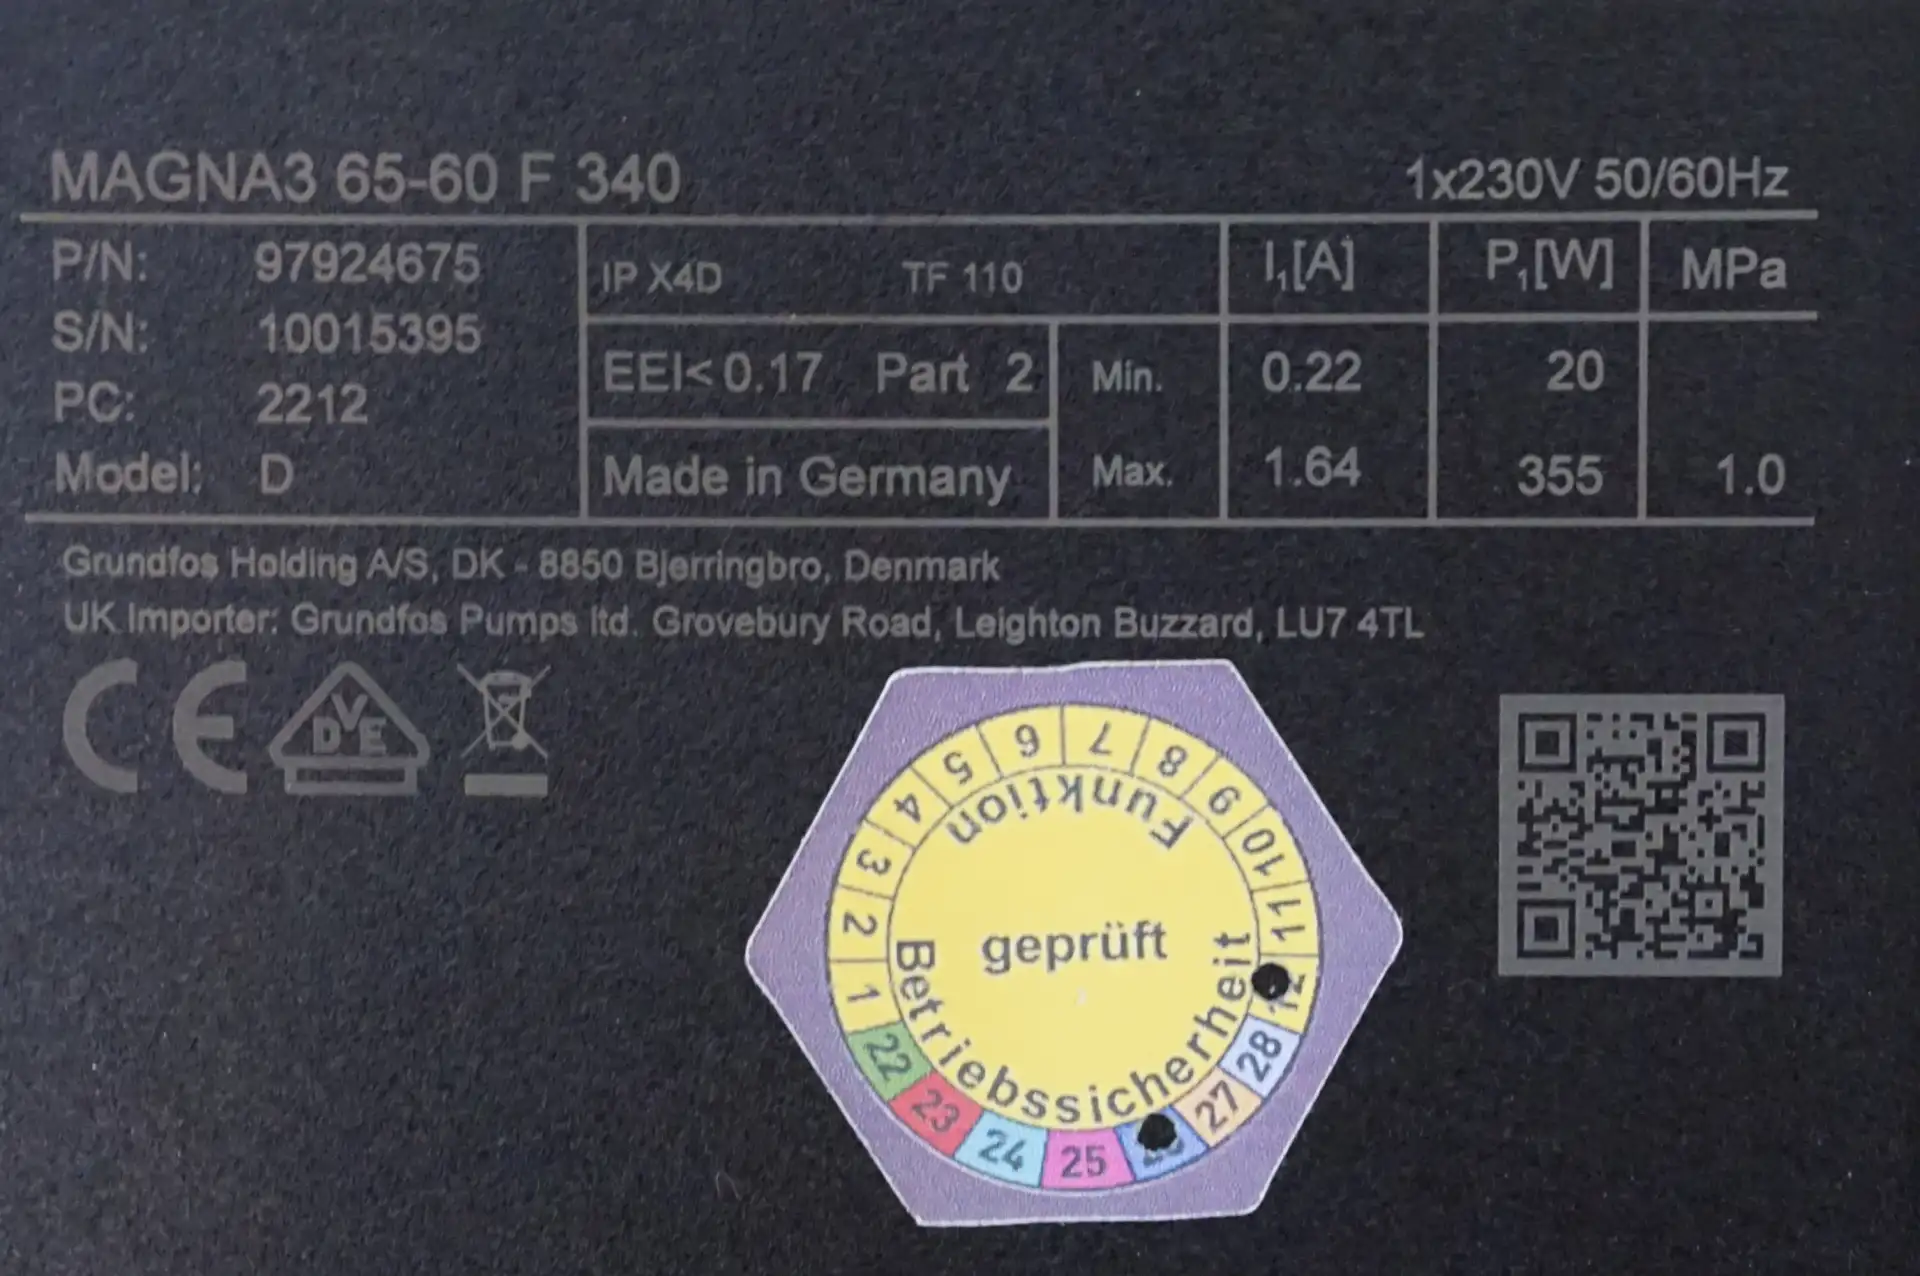 MAGNA3 65-60 F 340 1x230V 50/60Hz
P/N: 97924675 IP X4D TF 110 I₁[A] P₁[W] MPa
S/N: 10015395
EEI<0.17 Part 2 Min. 0.22 20
PC: 2212
Model: D Made in Germany Max. 1.64 355 1.0
Grundfos Holding A/S, DK - 8850 Bjerringbro, Denmark
UK Importer: Grundfos Pumps ltd. Grovebury Road, Leighton Buzzard, LU7 4TL
CE
DVE
1 2 3 4 5 6 7 8 9 10 11 12
Funktion
geprüft
Betriebssicherheit
22 23 24 25 27 28